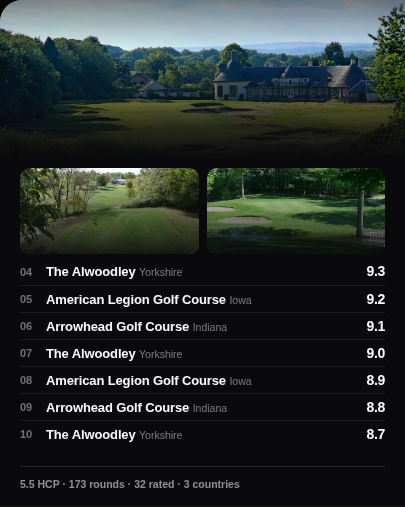 04 The Alwoodley Yorkshire 9.3
05 American Legion Golf Course Iowa 9.2
06 Arrowhead Golf Course Indiana 9.1
07 The Alwoodley Yorkshire 9.0
08 American Legion Golf Course Iowa 8.9
09 Arrowhead Golf Course Indiana 8.8
10 The Alwoodley Yorkshire 8.7
5.5 HCP · 173 rounds · 32 rated · 3 countries